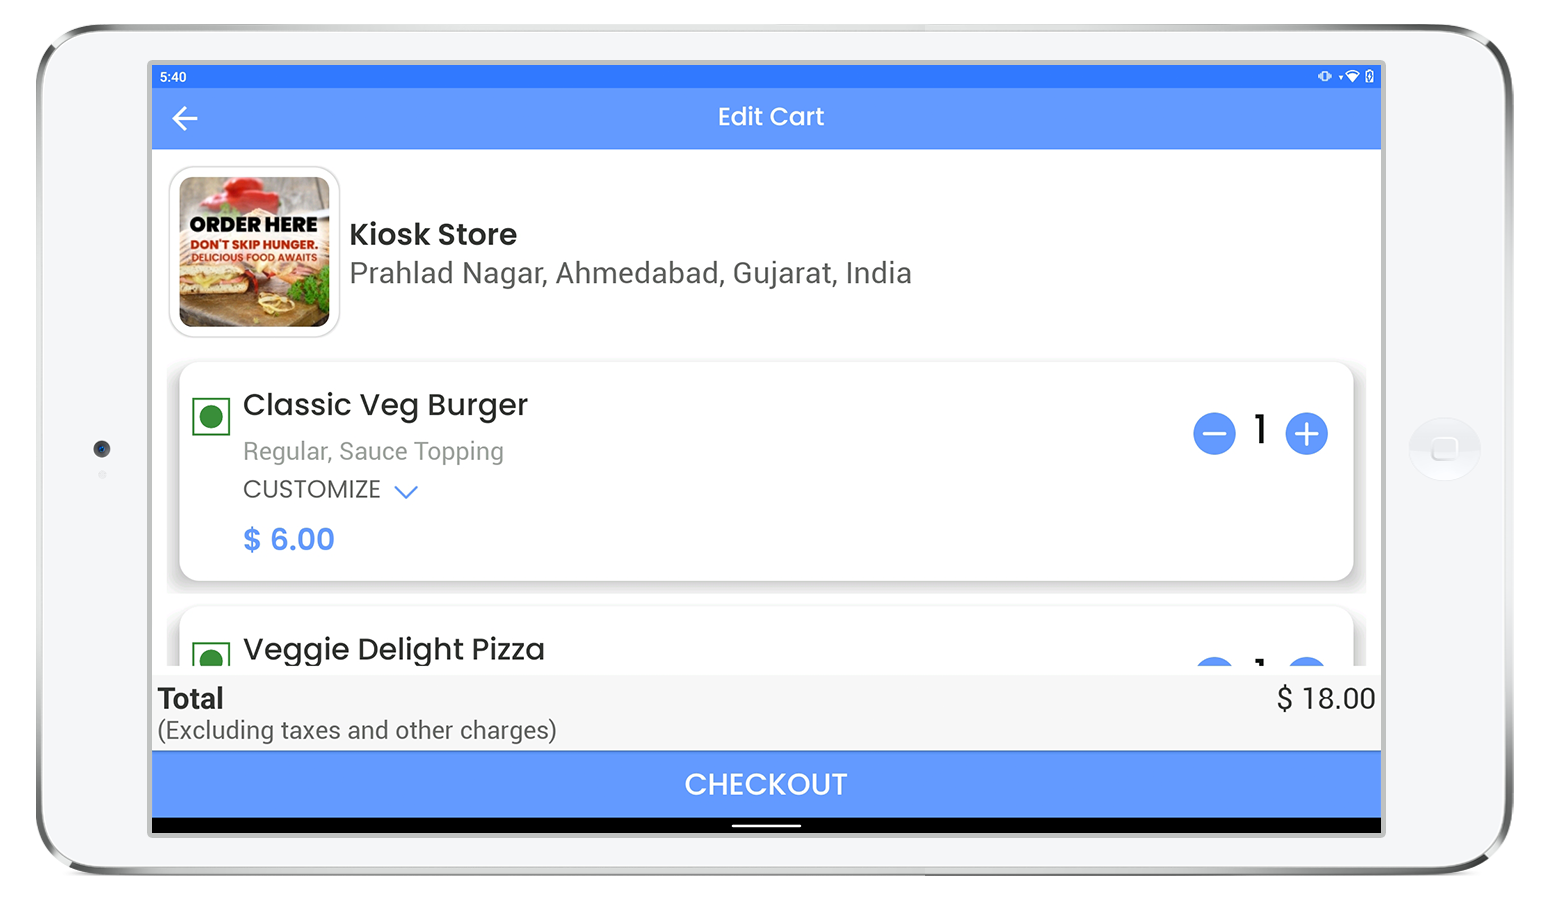 5:40
Edit Cart
ORDER HERE
DON'T SKIP HUNGER.
DELICIOUS FOOD AWAITS
Kiosk Store
Prahlad Nagar, Ahmedabad, Gujarat, India
Classic Veg Burger
1
Regular, Sauce Topping
CUSTOMIZE
$ 6.00
Veggie Delight Pizza
1
Total
$ 18.00
(Excluding taxes and other charges)
CHECKOUT